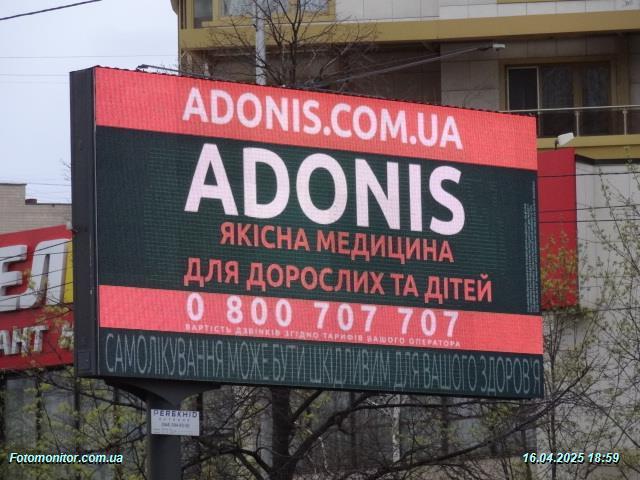 ADONIS.COM.UA
ADONIS
ЯКІСНА МЕДИЦИНА
ДЛЯ ДОРОСЛИХ ТА ДІТЕЙ
0 800 707 707
ВАРТІСТЬ ДЗВІНКІВ ЗГІДНО ТАРИФІВ ВАШОГО ОПЕРАТОРА
САМОЛІКУВАННЯ МОЖЕ БУТИ ШКІДЛИВИМ ДЛЯ ВАШОГО ЗДОРОВ'Я
PEREKHID
Fotomonitor.com.ua
16.04.2025 18:59